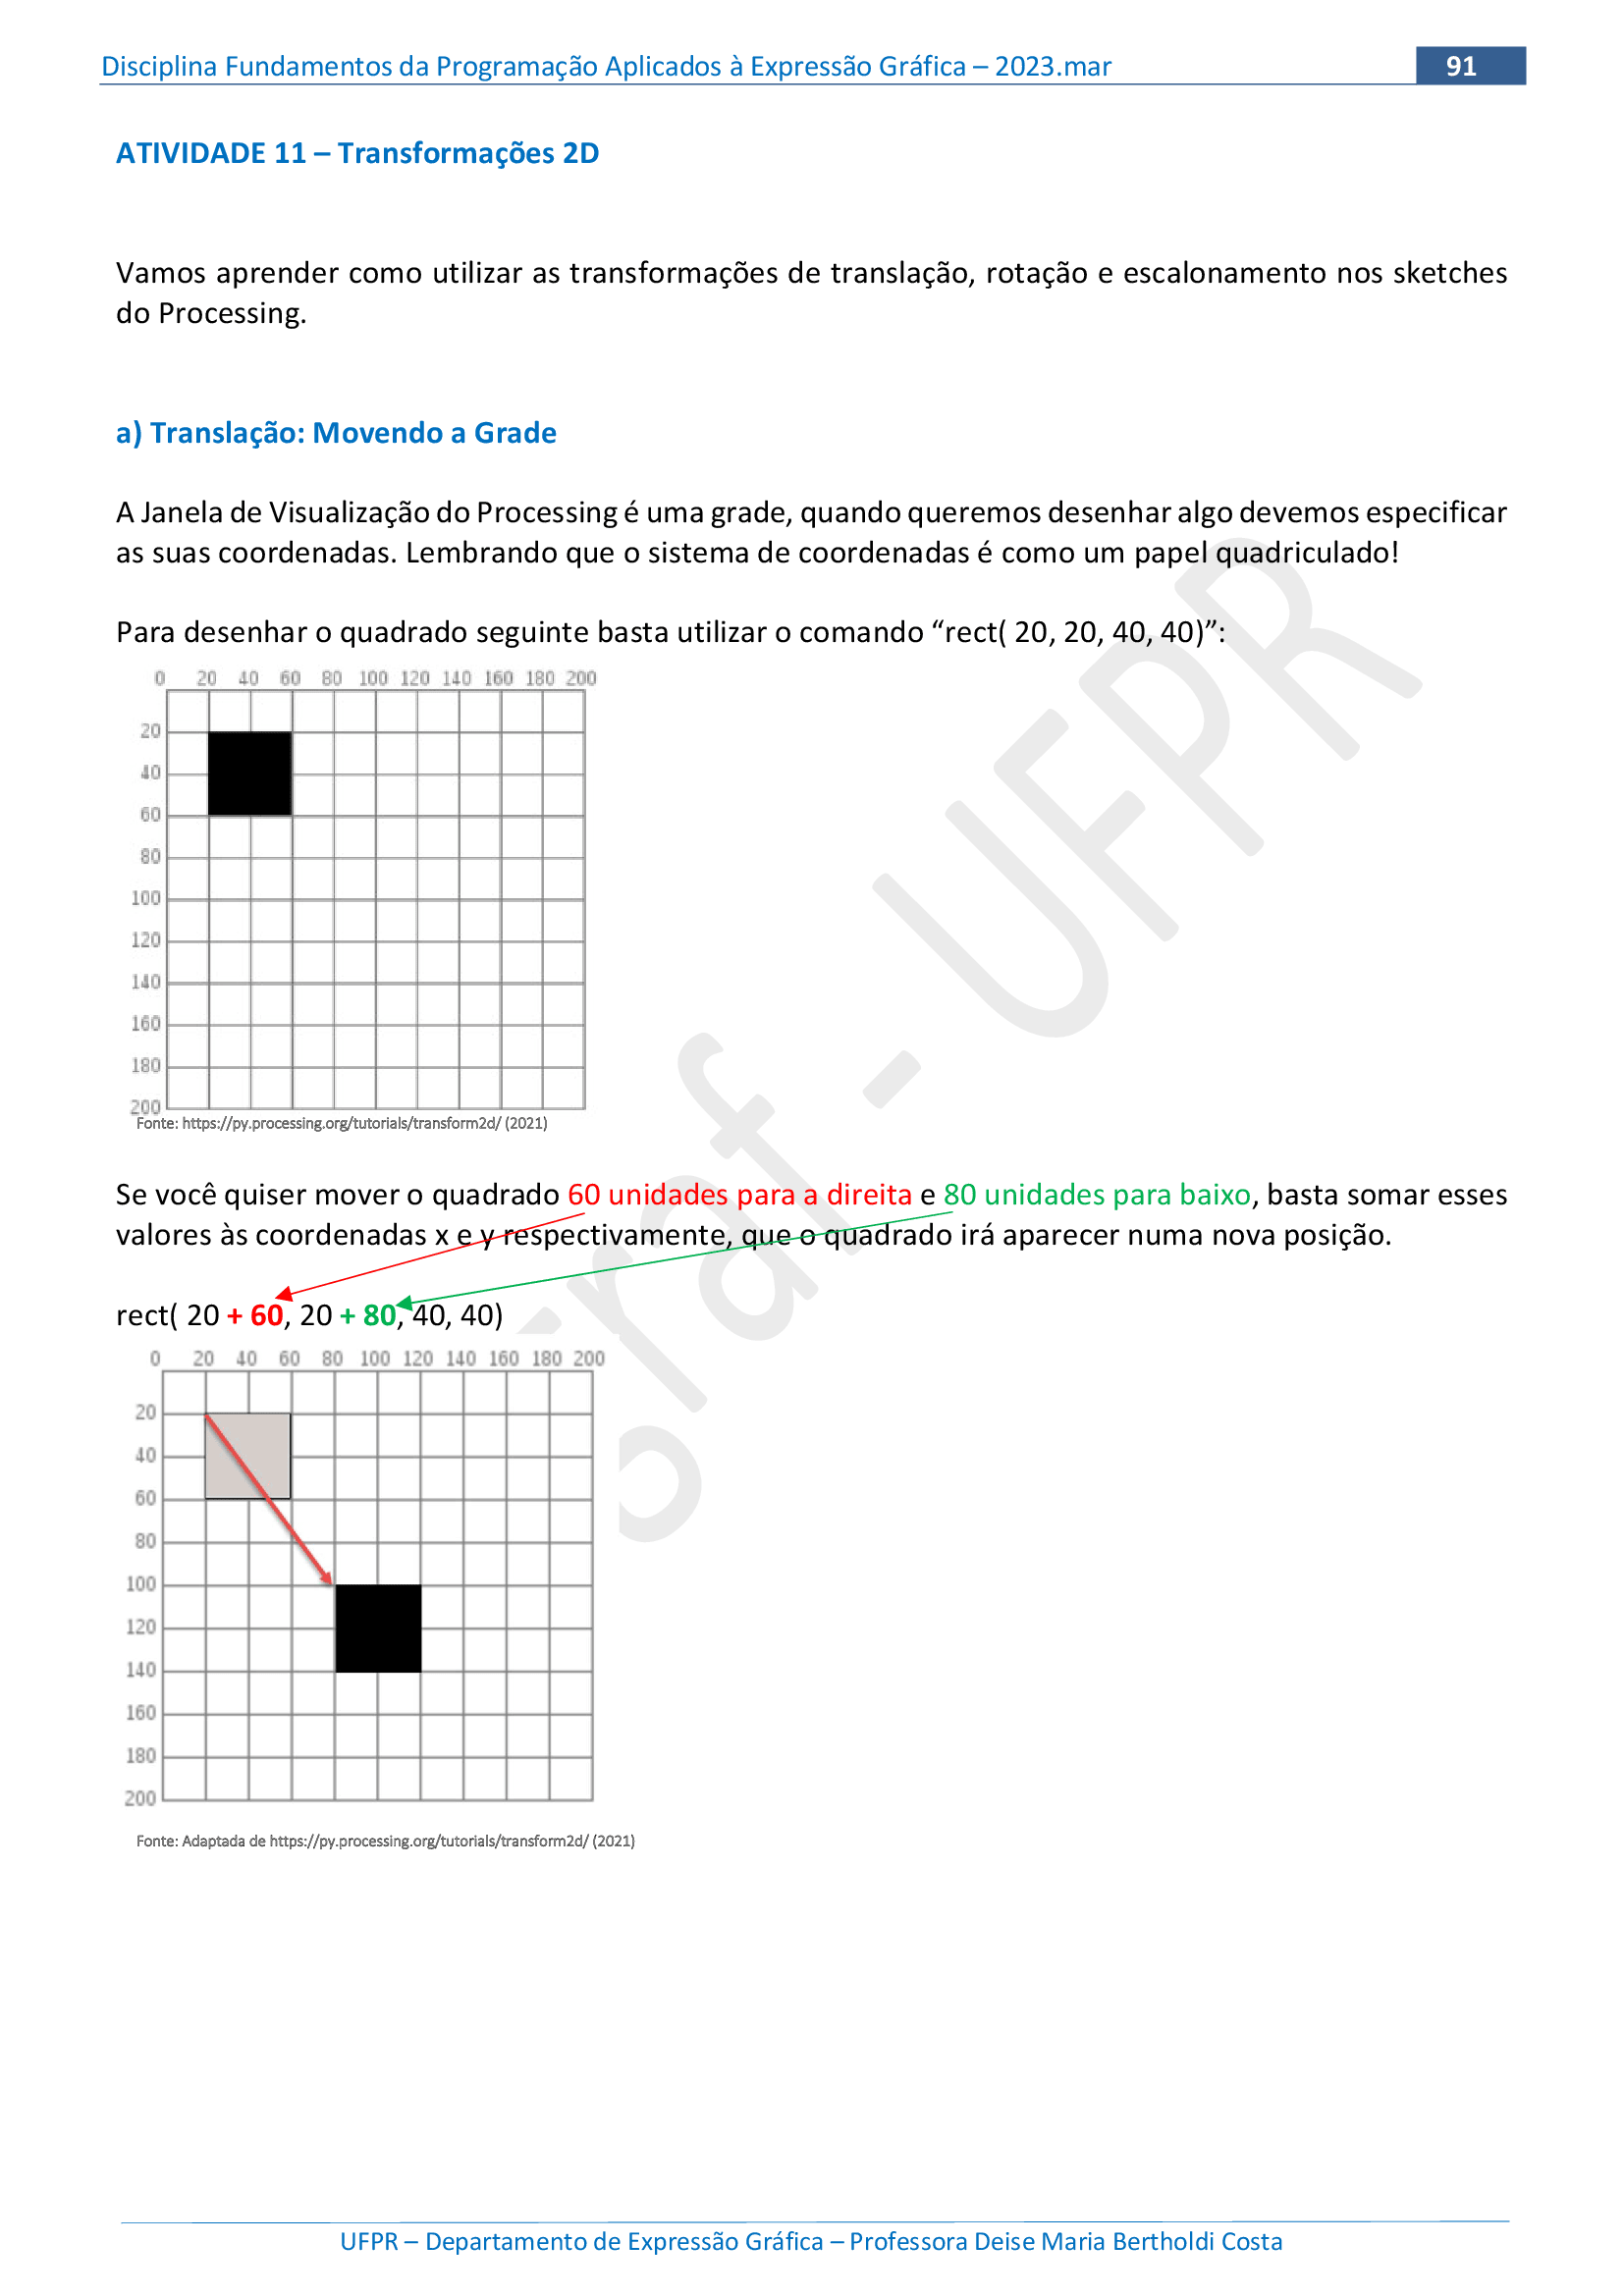 Disciplina Fundamentos da Programação Aplicados à Expressão Gráfica – 2023.mar 91
ATIVIDADE 11 – Transformações 2D
Vamos aprender como utilizar as transformações de translação, rotação e escalonamento nos sketches
do Processing.
a) Translação: Movendo a Grade
A Janela de Visualização do Processing é uma grade, quando queremos desenhar algo devemos especificar
as suas coordenadas. Lembrando que o sistema de coordenadas é como um papel quadriculado!
Para desenhar o quadrado seguinte basta utilizar o comando “rect( 20, 20, 40, 40)”:
0 20 40 60 80 100 120 140 160 180 200
20
40
60
80
100
120
140
160
180
200
Fonte: https://py.processing.org/tutorials/transform2d/ (2021)
Se você quiser mover o quadrado 60 unidades para a direita e 80 unidades para baixo, basta somar esses
valores às coordenadas x e y respectivamente, que o quadrado irá aparecer numa nova posição.
rect( 20 + 60, 20 + 80, 40, 40)
0 20 40 60 80 100 120 140 160 180 200
20
40
60
80
100
120
140
160
180
200
Fonte: Adaptada de https://py.processing.org/tutorials/transform2d/ (2021)
UFPR – Departamento de Expressão Gráfica – Professora Deise Maria Bertholdi Costa